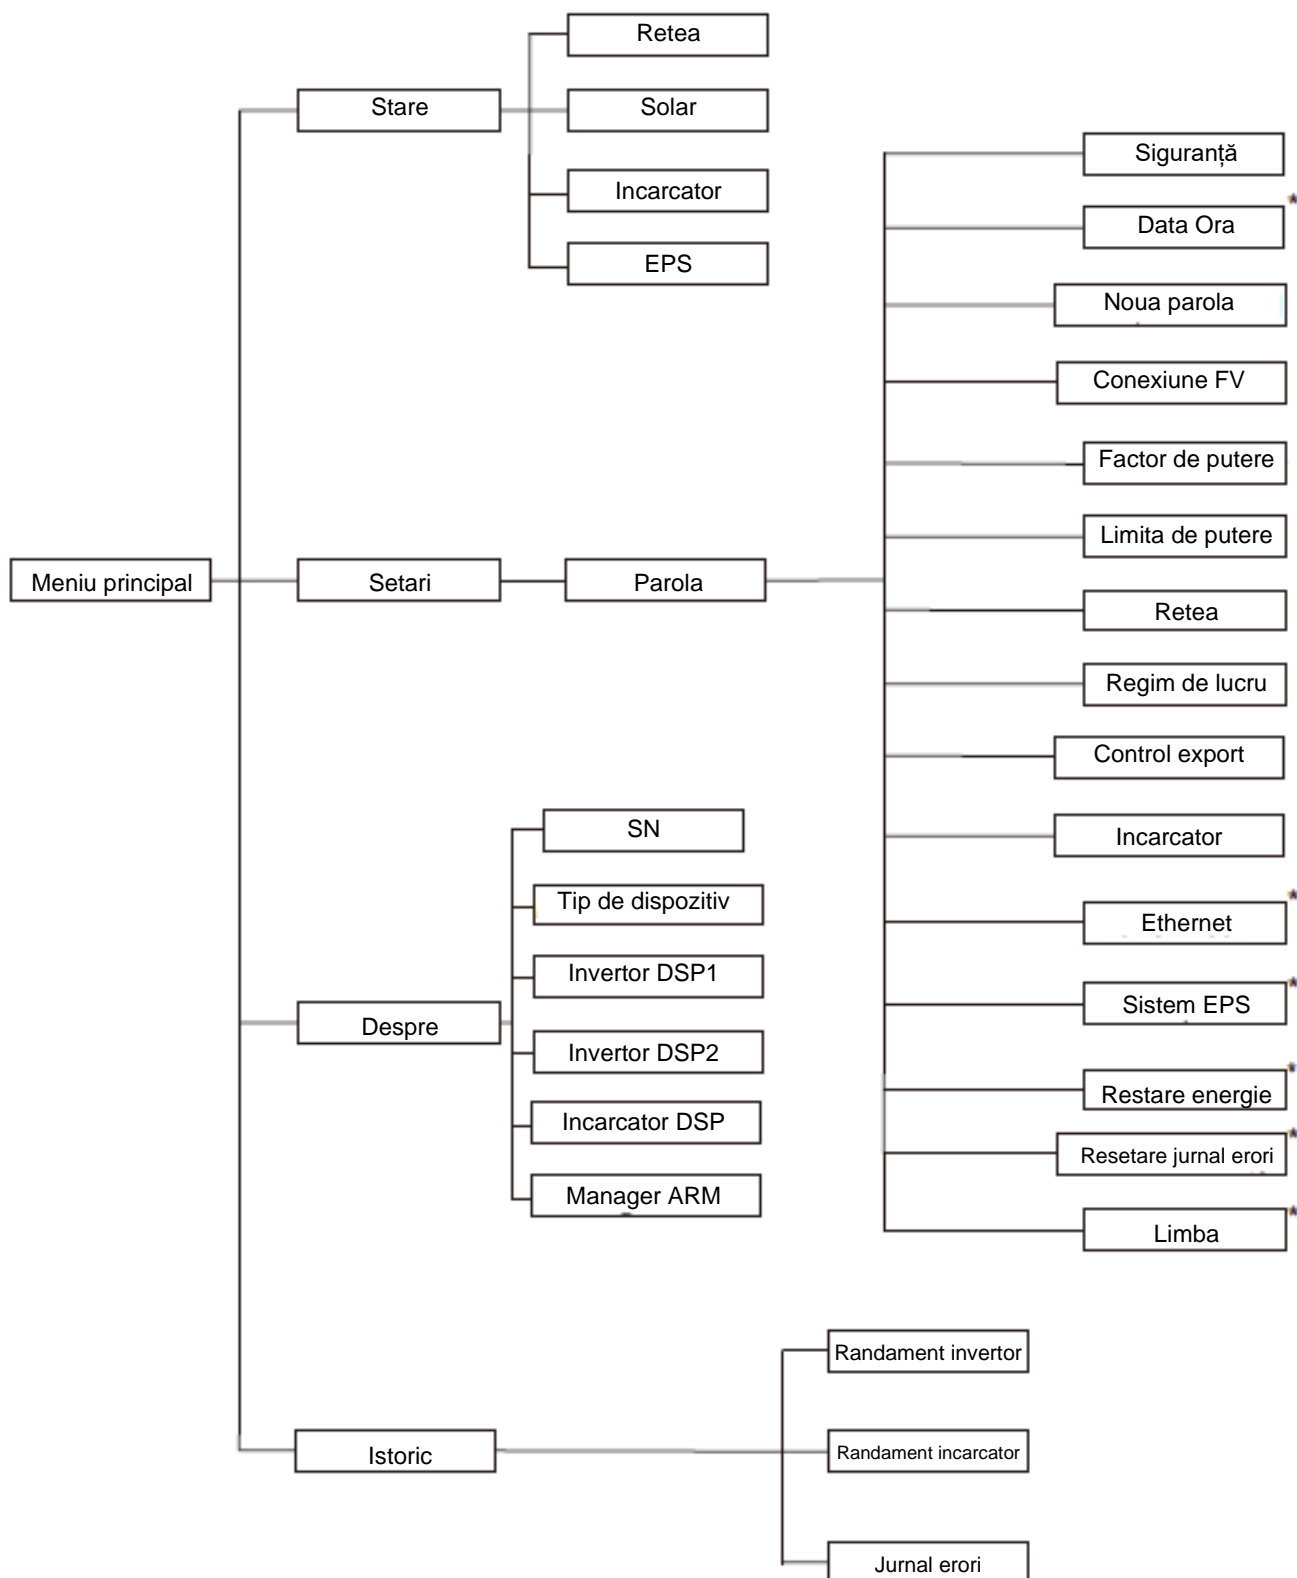 Meniu principal
Stare
Retea
Solar
Incarcator
EPS
Setari
Parola
Siguranță
Data Ora *
Noua parola
Conexiune FV
Factor de putere
Limita de putere
Retea
Regim de lucru
Control export
Incarcator
Ethernet *
Sistem EPS *
Restare energie *
Resetare jurnal erori *
Limba *
Despre
SN
Tip de dispozitiv
Invertor DSP1
Invertor DSP2
Incarcator DSP
Manager ARM
Istoric
Randament invertor
Randament incarcator
Jurnal erori